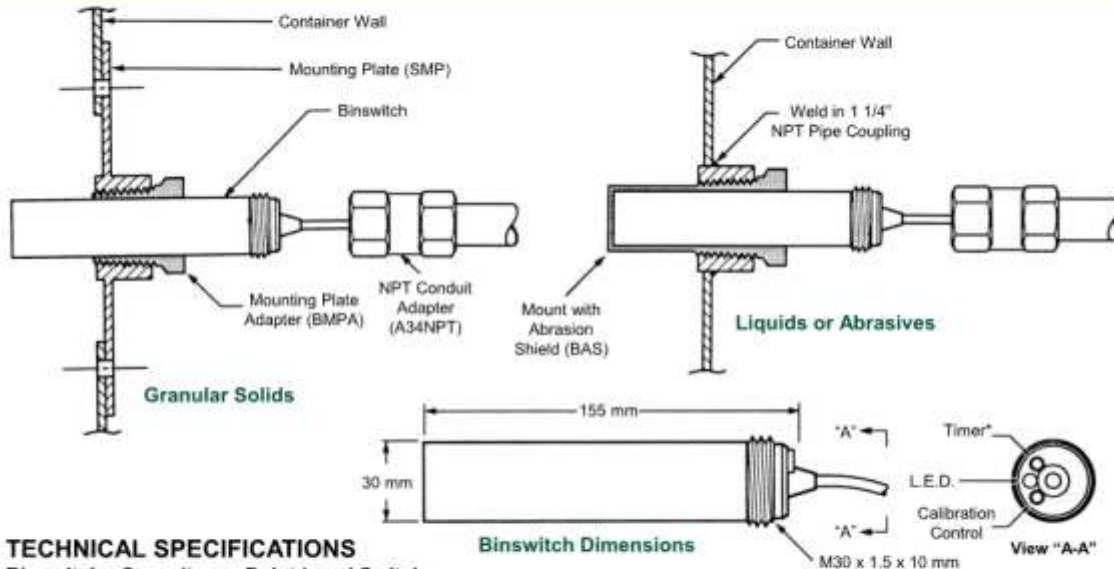 Container Wall
Mounting Plate (SMP)
Binswitch
Mounting Plate
Adapter (BMPA)
NPT Conduit
Adapter
(A34NPT)
Granular Solids
Container Wall
Weld in 1 1/4"
NPT Pipe Coupling
Mount with
Abrasion
Shield (BAS)
Liquids or Abrasives
155 mm
30 mm
"A"
"A"
M30 x 1.5 x 10 mm
Binswitch Dimensions
Timer*
L.E.D.
Calibration
Control
View "A-A"
TECHNICAL SPECIFICATIONS